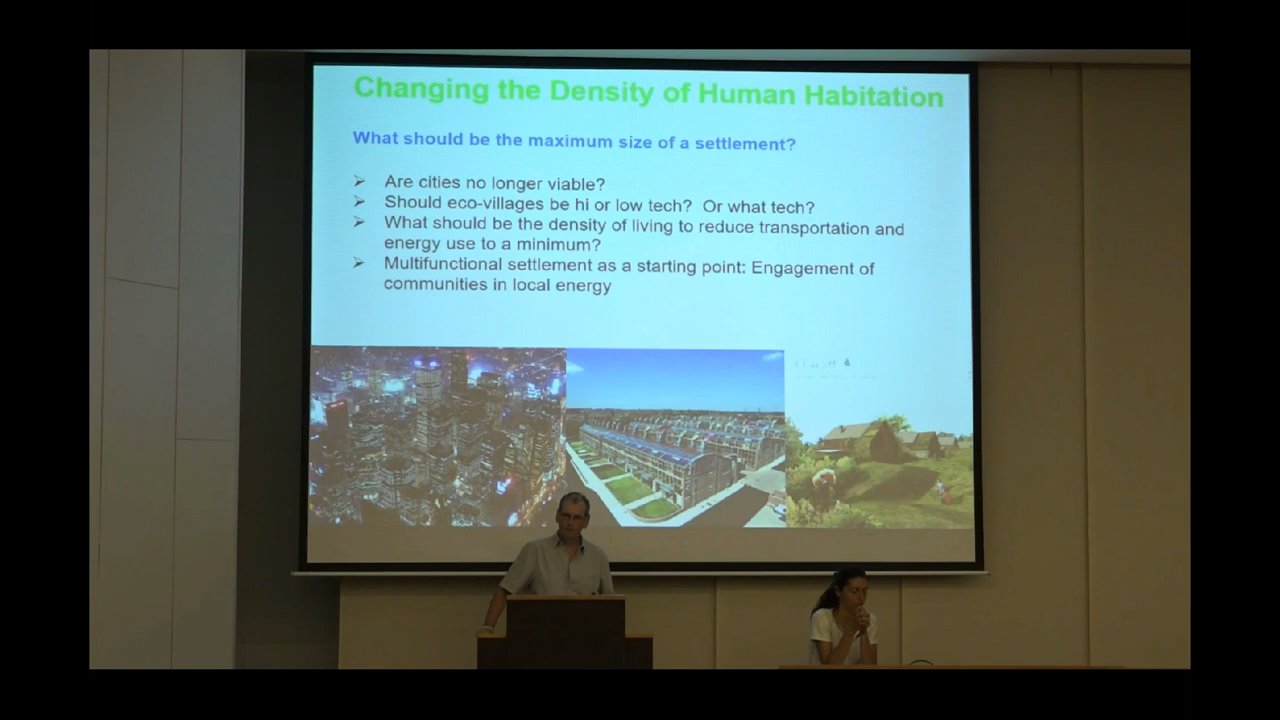 Changing the Density of Human Habitation
What should be the maximum size of a settlement?
Are cities no longer viable?
Should eco-villages be hi or low tech? Or what tech?
What should be the density of living to reduce transportation and
energy use to a minimum?
Multifunctional settlement as a starting point: Engagement of
communities in local energy